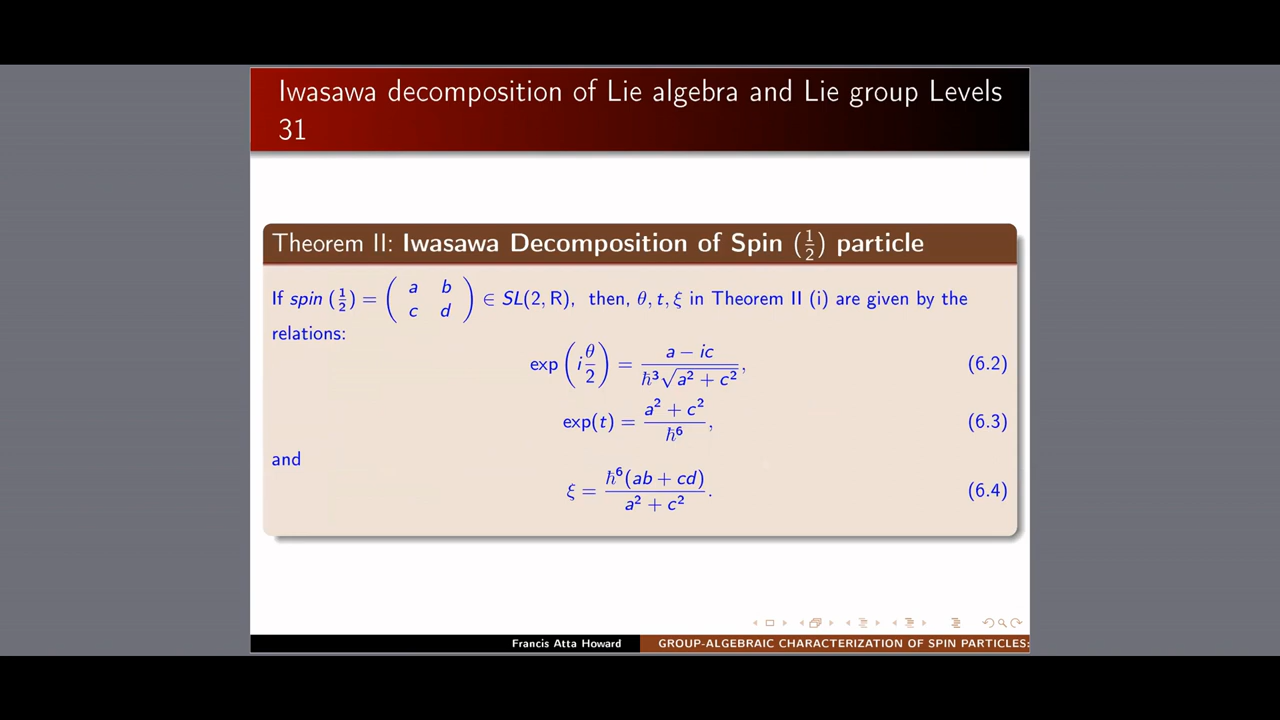 Iwasawa decomposition of Lie algebra and Lie group Levels
31
Theorem II: Iwasawa Decomposition of Spin (1/2) particle
If spin (1/2) = ( a b ; c d ) ∈ SL(2, R), then, θ, t, ξ in Theorem II (i) are given by the
relations:
exp (i θ/2) = (a − ic) / (ℏ³√(a² + c²)), (6.2)
exp(t) = (a² + c²) / ℏ⁶, (6.3)
and
ξ = ℏ⁶(ab + cd) / (a² + c²). (6.4)
Francis Atta Howard
GROUP-ALGEBRAIC CHARACTERIZATION OF SPIN PARTICLES: